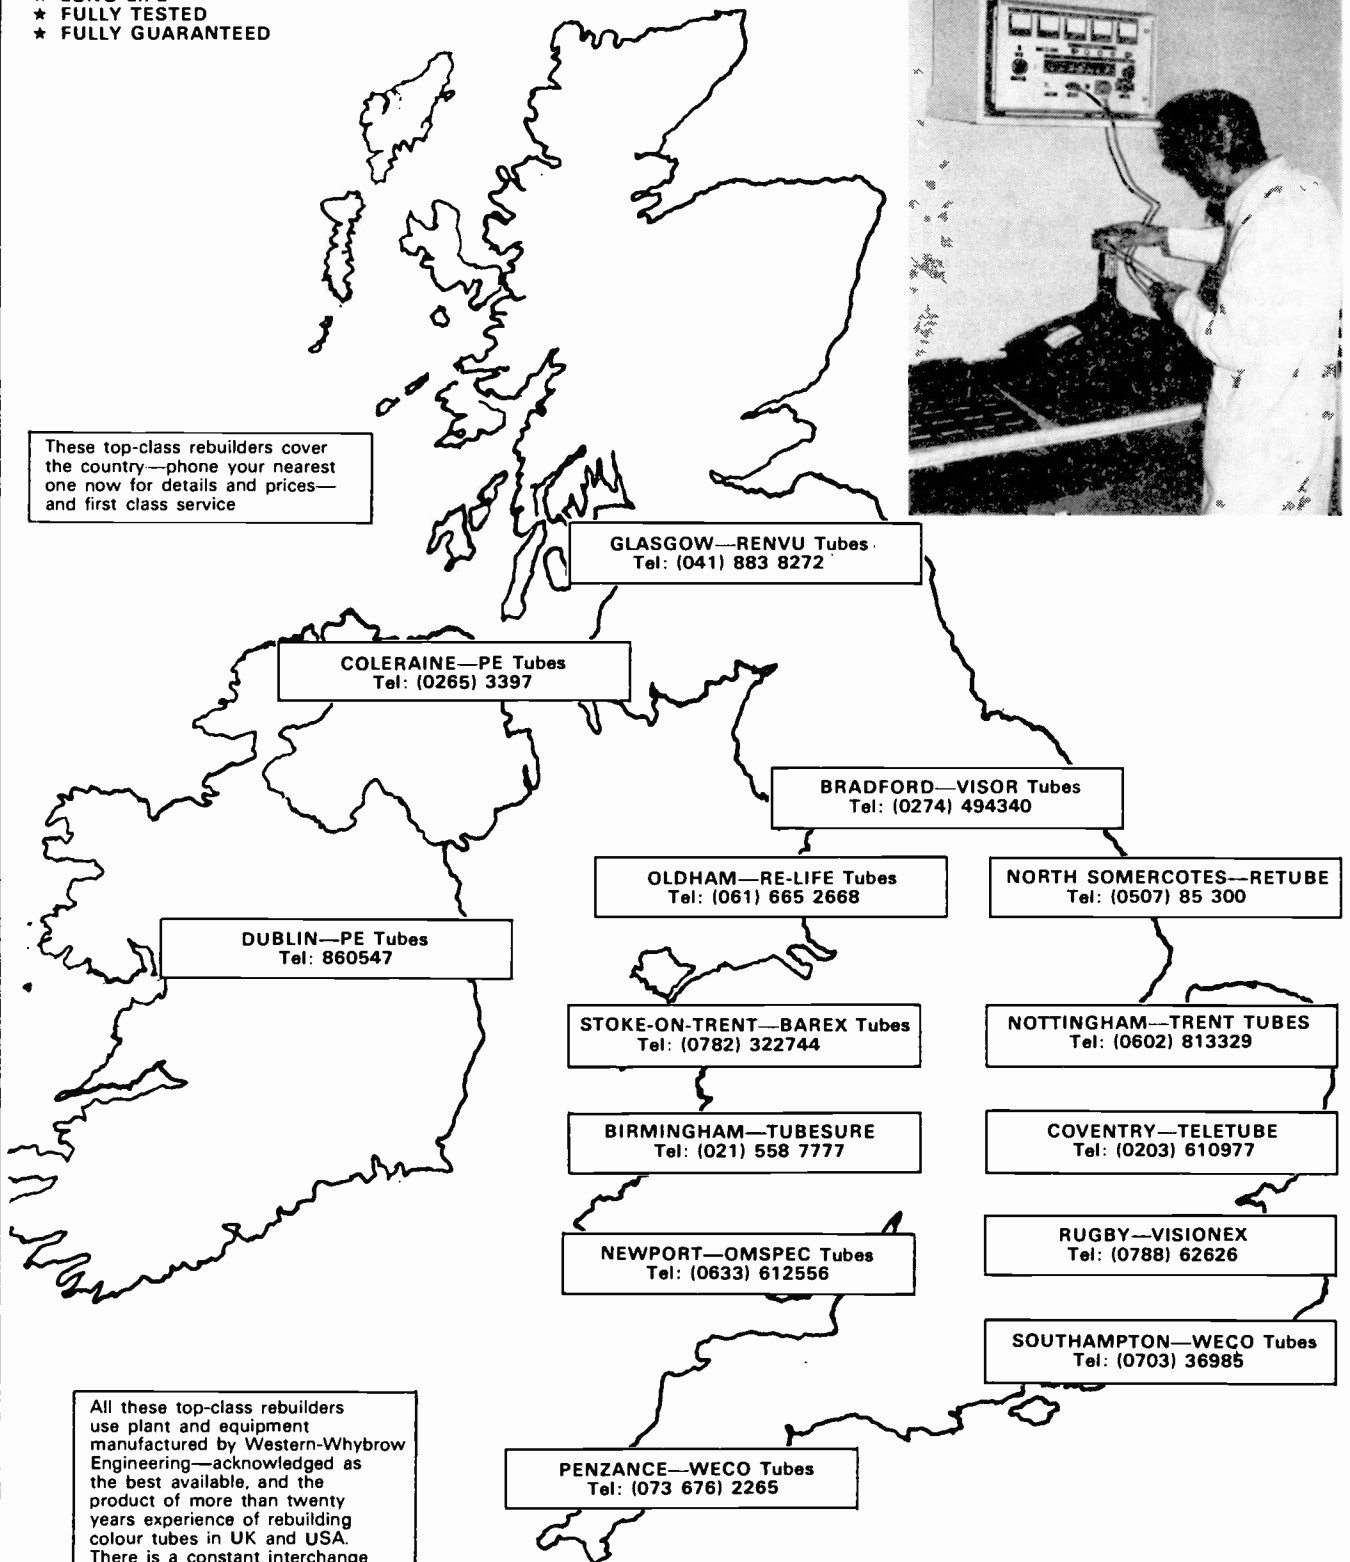 ★ FULLY TESTED
★ FULLY GUARANTEED
These top-class rebuilders cover
the country—phone your nearest
one now for details and prices—
and first class service
GLASGOW—RENVU Tubes
Tel: (041) 883 8272
COLERAINE—PE Tubes
Tel: (0265) 3397
BRADFORD—VISOR Tubes
Tel: (0274) 494340
OLDHAM—RE-LIFE Tubes
Tel: (061) 665 2668
NORTH SOMERCOTES—RETUBE
Tel: (0507) 85 300
DUBLIN—PE Tubes
Tel: 860547
STOKE-ON-TRENT—BAREX Tubes
Tel: (0782) 322744
NOTTINGHAM—TRENT TUBES
Tel: (0602) 813329
BIRMINGHAM—TUBESURE
Tel: (021) 558 7777
COVENTRY—TELETUBE
Tel: (0203) 610977
NEWPORT—OMSPEC Tubes
Tel: (0633) 612556
RUGBY—VISIONEX
Tel: (0788) 62626
SOUTHAMPTON—WECO Tubes
Tel: (0703) 36985
PENZANCE—WECO Tubes
Tel: (073 676) 2265
All these top-class rebuilders
use plant and equipment
manufactured by Western-Whybrow
Engineering—acknowledged as
the best available, and the
product of more than twenty
years experience of rebuilding
colour tubes in UK and USA.
There is a constant interchange